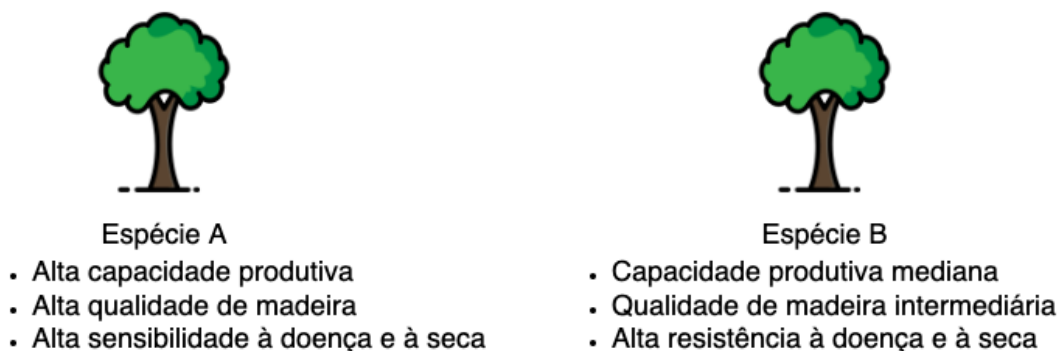 Espécie A
• Alta capacidade produtiva
• Alta qualidade de madeira
• Alta sensibilidade à doença e à seca
Espécie B
• Capacidade produtiva mediana
• Qualidade de madeira intermediária
• Alta resistência à doença e à seca